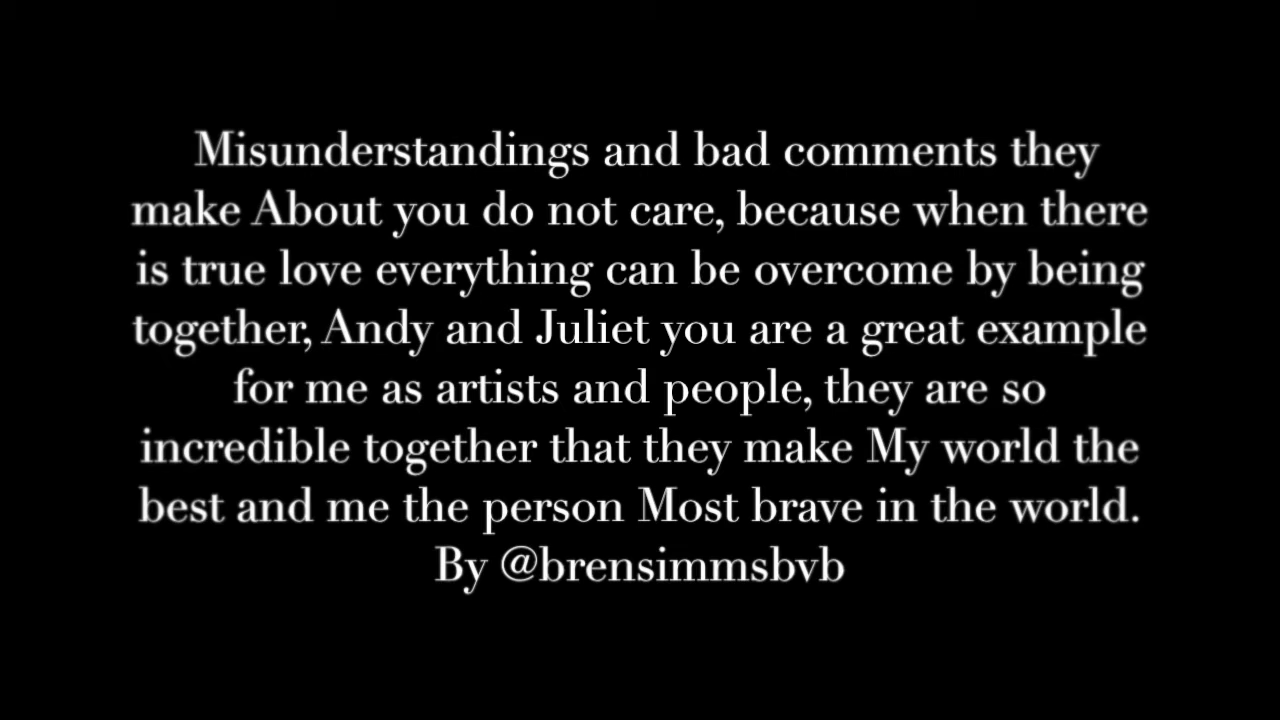 Misunderstandings and bad comments they
make About you do not care, because when there
is true love everything can be overcome by being
together, Andy and Juliet you are a great example
for me as artists and people, they are so
incredible together that they make My world the
best and me the person Most brave in the world.
By @brensimmsbvb